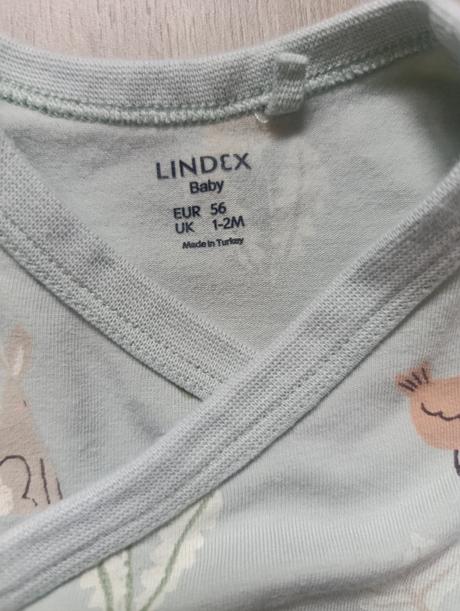 LINDEX
Baby
EUR 56
UK 1-2M
Made in Turkey